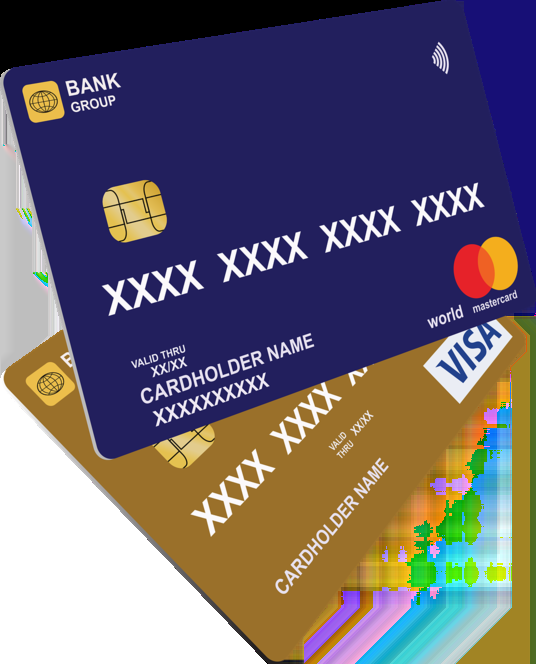 BANK
GROUP
XXXX XXXX XXXX XXXX
VALID THRU
XX/XX
CARDHOLDER NAME
XXXXXXXXXX
world
mastercard
B
VISA
XXXX XXXX X
VALID
THRU
XX/XX
CARDHOLDER NAME